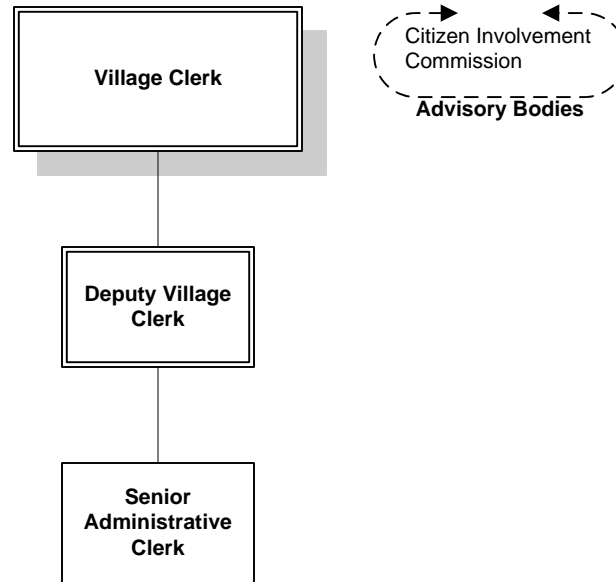 Village Clerk
Citizen Involvement
Commission
Advisory Bodies
Deputy Village
Clerk
Senior
Administrative
Clerk